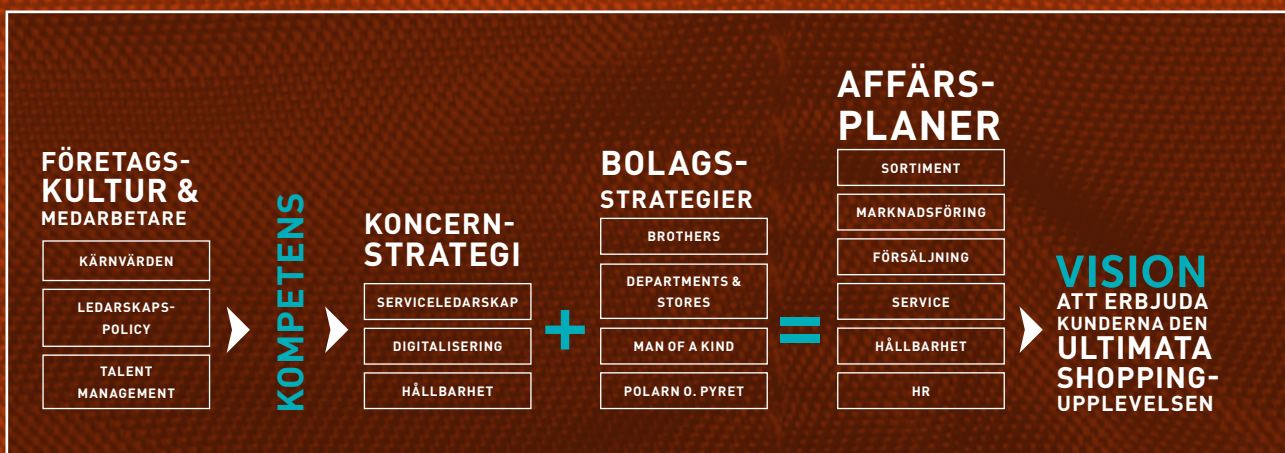 FÖRETAGS-
KULTUR &
MEDARBETARE
KÄRNVÄRDEN
LEDARSKAPS-
POLICY
TALENT
MANAGEMENT
KOMPETENS
KONCERN-
STRATEGI
SERVICELEDARSKAP
DIGITALISERING
HÅLLBARHET
+
BOLAGS-
STRATEGIER
BROTHERS
DEPARTMENTS &
STORES
MAN OF A KIND
POLARN O. PYRET
=
AFFÄRS-
PLANER
SORTIMENT
MARKNADSFÖRING
FÖRSÄLJNING
SERVICE
HÅLLBARHET
HR
VISION
ATT ERBJUDA
KUNDERNA DEN
ULTIMATA
SHOPPING-
UPPLEVELSEN